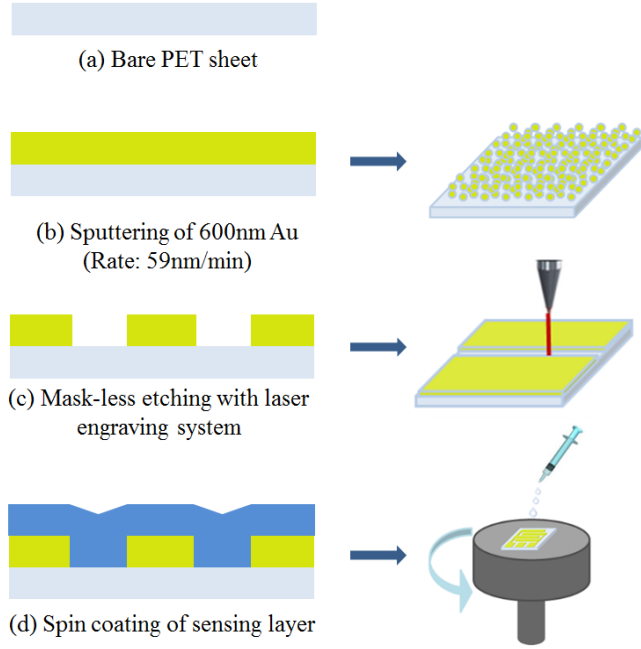 (a) Bare PET sheet
(b) Sputtering of 600nm Au
(Rate: 59nm/min)
(c) Mask-less etching with laser
engraving system
(d) Spin coating of sensing layer